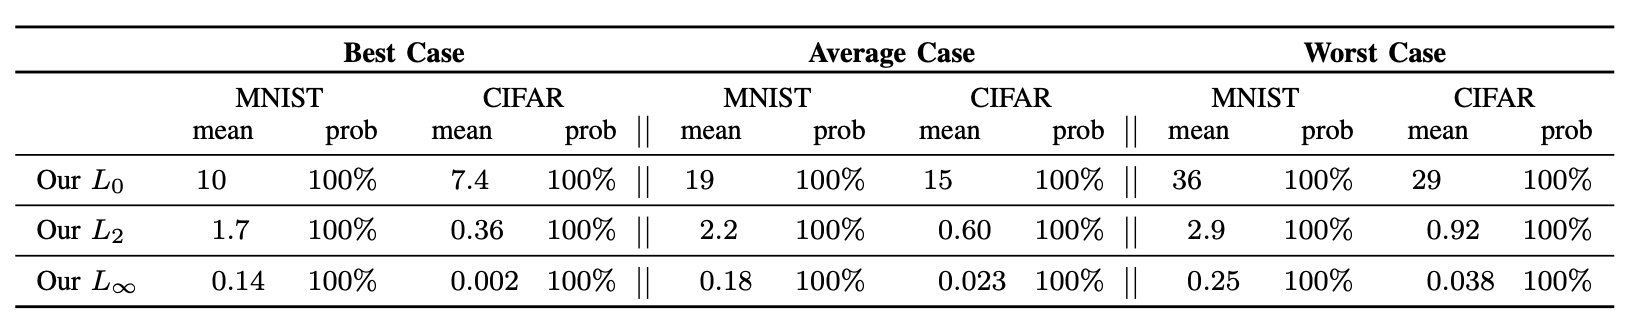 Best Case Average Case Worst Case
MNIST CIFAR MNIST CIFAR MNIST CIFAR
mean prob mean prob || mean prob mean prob || mean prob mean prob
Our L₀ 10 100% 7.4 100% || 19 100% 15 100% || 36 100% 29 100%
Our L₂ 1.7 100% 0.36 100% || 2.2 100% 0.60 100% || 2.9 100% 0.92 100%
Our L∞ 0.14 100% 0.002 100% || 0.18 100% 0.023 100% || 0.25 100% 0.038 100%